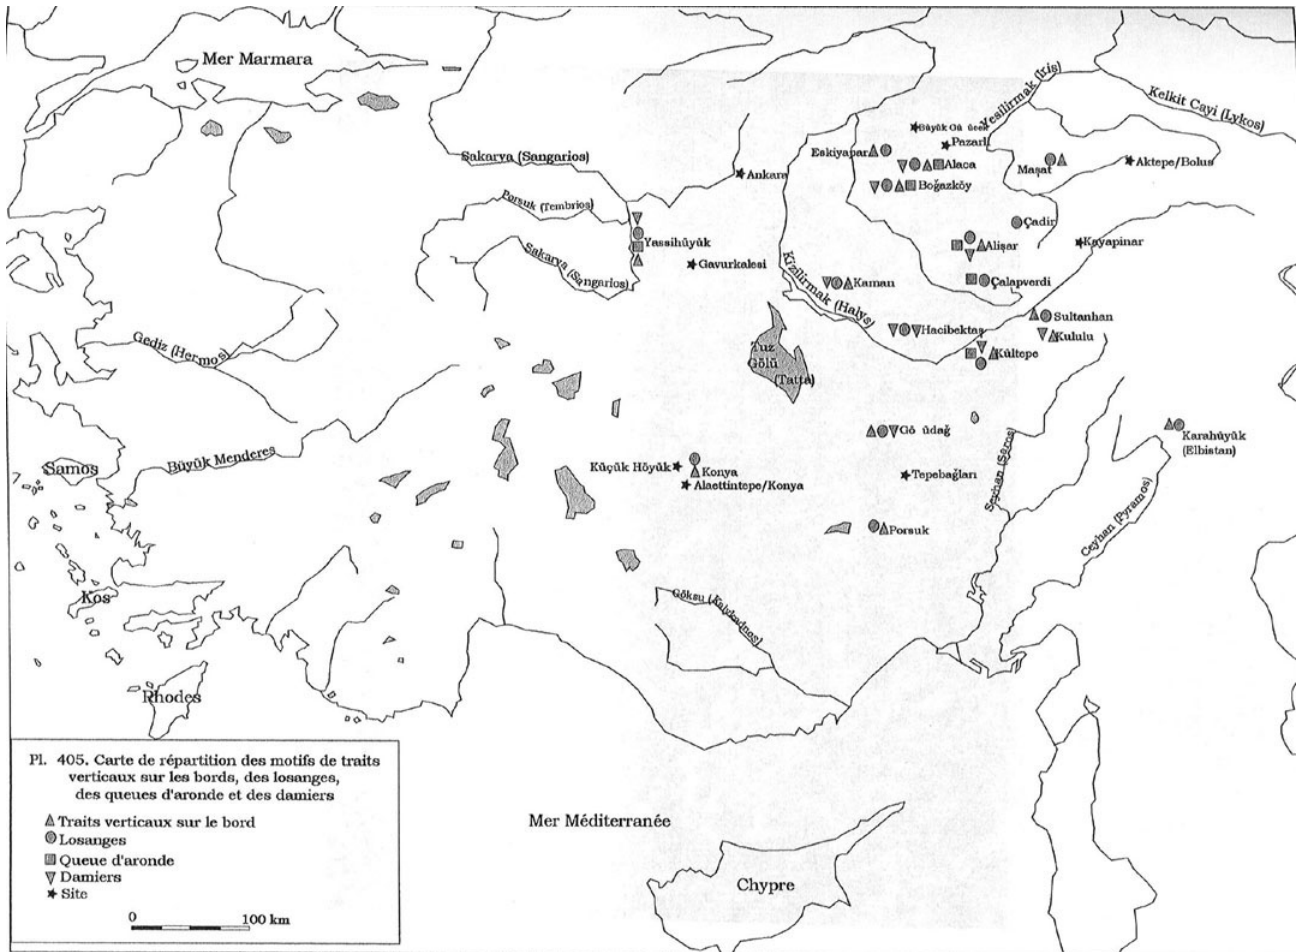 Mer Marmara
Yesilirmak (Iris)
Kelkit Cayi (Lykos)
Büyük
Pazarli
Sakarya (Sangarios)
Eskiyapar
Alaca
Maşat
Aktepe/Bolus
Ankara
Boğazköy
Porsuk (Tembrios)
Çadir
Yassihüyük
Alişar
Kayapinar
Sakarya (Sangarios)
Gavurkalesi
Kizilirmak (Halys)
Kaman
Çalapverdi
Sultanhan
Gediz (Hermos)
Hacibektaş
Kululu
Tuz
Gölü
(Tatta)
Kültepe
Karahüyük
(Elbistan)
Samos
Büyük Menderes
Küçük Höyük
Konya
Alaettintepe/Konya
Tepebağları
Seyhan (Saros)
Ceyhan (Pyramos)
Porsuk
Kos
Göksu (Kalykadnos)
Rhodes
Pl. 405. Carte de répartition des motifs de traits
verticaux sur les bords, des losanges,
des queues d'aronde et des damiers
Traits verticaux sur le bord
Losanges
Queue d'aronde
Damiers
Site
0 100 km
Mer Méditerranée
Chypre